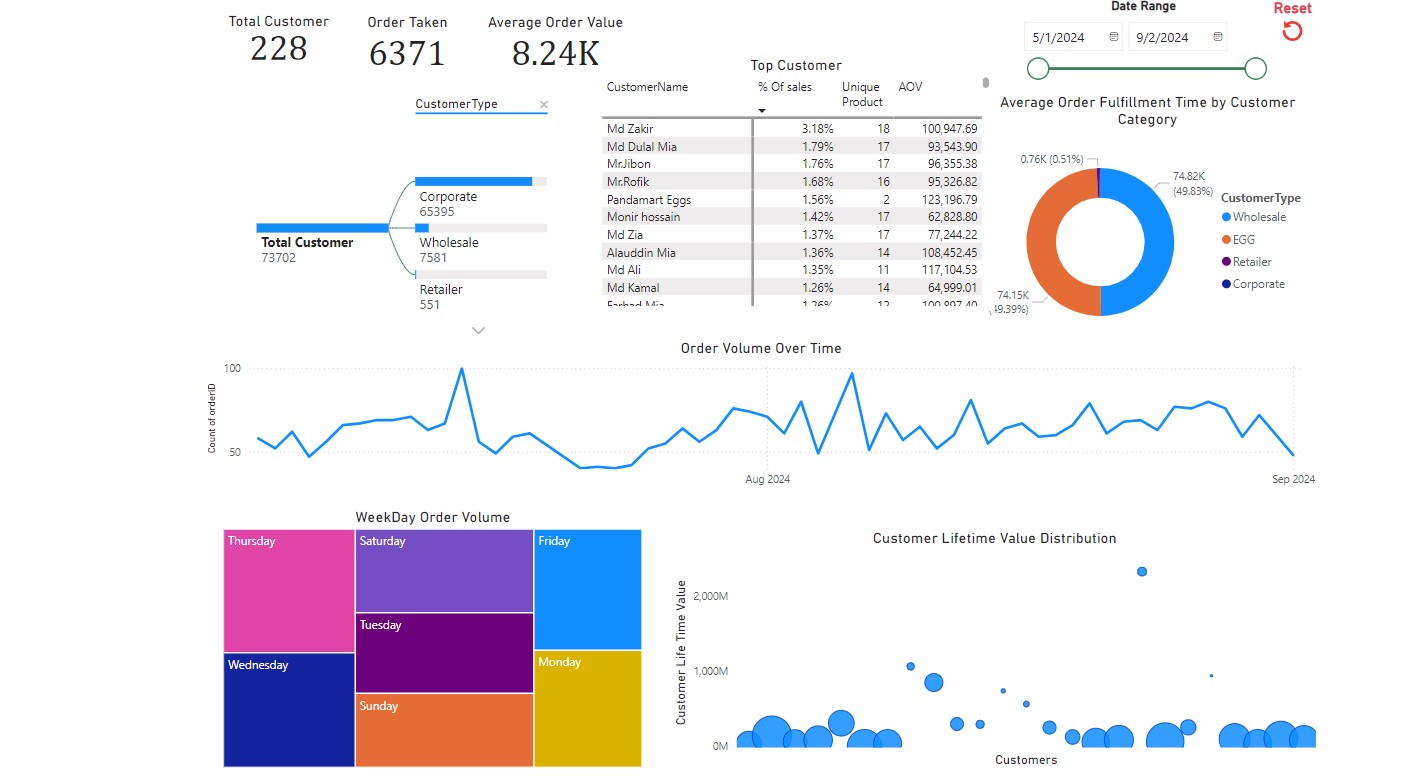 Total Customer
228
Order Taken
6371
Average Order Value
8.24K
Date Range
5/1/2024
9/2/2024
Reset
CustomerType
Total Customer
73702
Corporate
65395
Wholesale
7581
Retailer
551
Top Customer
CustomerName % Of sales Unique Product AOV
Md Zakir 3.18% 18 100,947.69
Md Dulal Mia 1.79% 17 93,543.90
Mr.Jibon 1.76% 17 96,355.38
Mr.Rofik 1.68% 16 95,326.82
Pandamart Eggs 1.56% 2 123,196.79
Monir hossain 1.42% 17 62,828.80
Md Zia 1.37% 17 77,244.22
Alauddin Mia 1.36% 14 108,452.45
Md Ali 1.35% 11 117,104.53
Md Kamal 1.26% 14 64,999.01
Farhad Mia 1.26% 12 100,897.40
Average Order Fulfillment Time by Customer
Category
0.76K (0.51%)
74.82K
(49.83%)
74.15K
49.39%)
CustomerType
Wholesale
EGG
Retailer
Corporate
Order Volume Over Time
Count of orderID
100
50
Aug 2024
Sep 2024
WeekDay Order Volume
Thursday
Saturday
Friday
Tuesday
Wednesday
Monday
Sunday
Customer Lifetime Value Distribution
Customer Life Time Value
2,000M
1,000M
0M
Customers